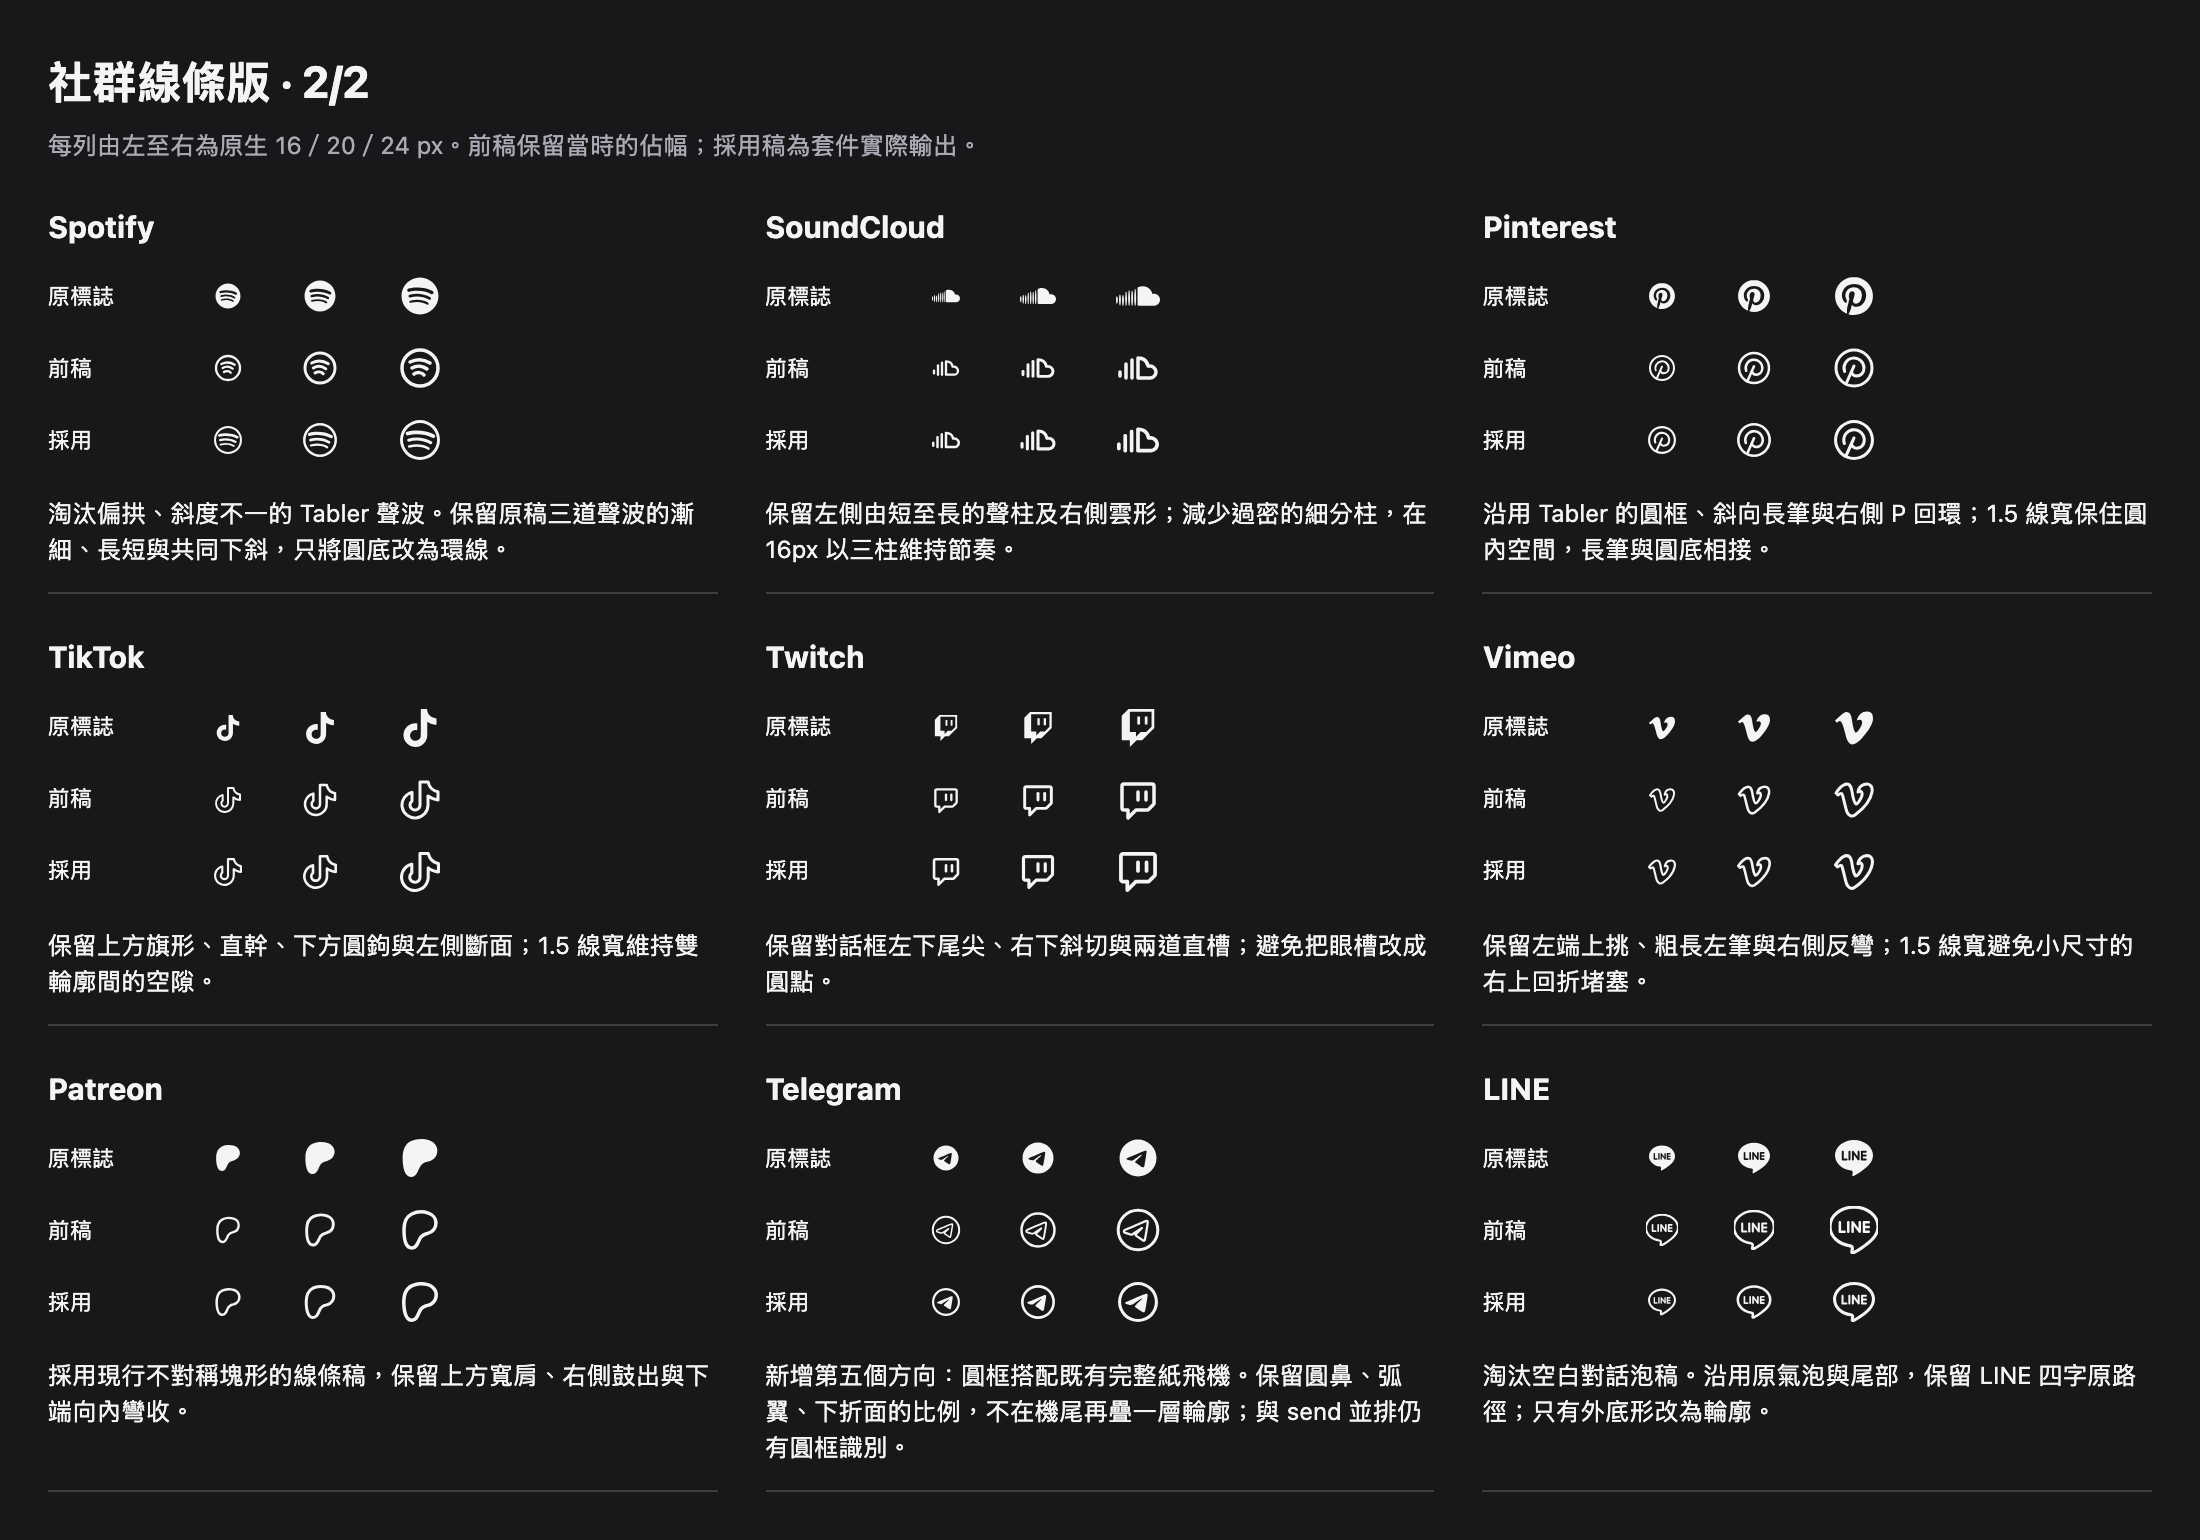 社群線條版 · 2/2
每列由左至右為原生 16 / 20 / 24 px。前稿保留當時的佔幅；採用稿為套件實際輸出。
Spotify
原標誌
前稿
採用
淘汰偏拱、斜度不一的 Tabler 聲波。保留原稿三道聲波的漸
細、長短與共同下斜，只將圓底改為環線。
SoundCloud
原標誌
前稿
採用
保留左側由短至長的聲柱及右側雲形；減少過密的細分柱，在
16px 以三柱維持節奏。
Pinterest
原標誌
前稿
採用
沿用 Tabler 的圓框、斜向長筆與右側 P 回環；1.5 線寬保住圓
內空間，長筆與圓底相接。
TikTok
原標誌
前稿
採用
保留上方旗形、直幹、下方圓鉤與左側斷面；1.5 線寬維持雙
輪廓間的空隙。
Twitch
原標誌
前稿
採用
保留對話框左下尾尖、右下斜切與兩道直槽；避免把眼槽改成
圓點。
Vimeo
原標誌
前稿
採用
保留左端上挑、粗長左筆與右側反彎；1.5 線寬避免小尺寸的
右上回折堵塞。
Patreon
原標誌
前稿
採用
採用現行不對稱塊形的線條稿，保留上方寬肩、右側鼓出與下
端向內彎收。
Telegram
原標誌
前稿
採用
新增第五個方向：圓框搭配既有完整紙飛機。保留圓鼻、弧
翼、下折面的比例，不在機尾再疊一層輪廓；與 send 並排仍
有圓框識別。
LINE
原標誌
LINE
LINE
LINE
前稿
LINE
LINE
LINE
採用
LINE
LINE
LINE
淘汰空白對話泡稿。沿用原氣泡與尾部，保留 LINE 四字原路
徑；只有外底形改為輪廓。